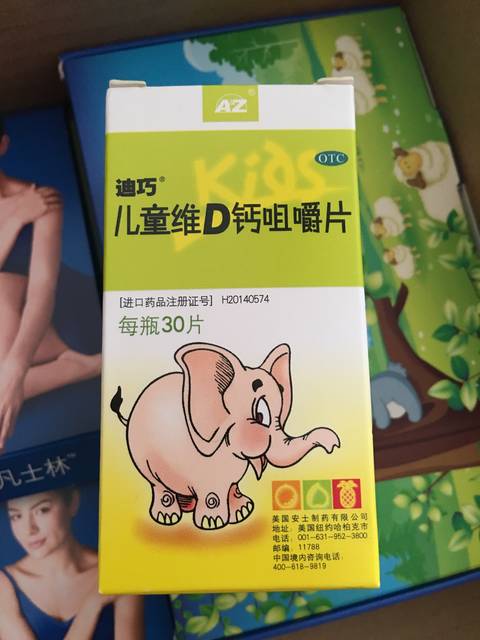 AZ®
Kids
OTC
迪巧®
儿童维D钙咀嚼片
[进口药品注册证号] H20140574
每瓶30片
美国安士制药有限公司
地址：美国纽约哈柏克市
电话：001-631-952-3800
邮编：11788
中国境内咨询电话：
400-618-9819
凡士林™